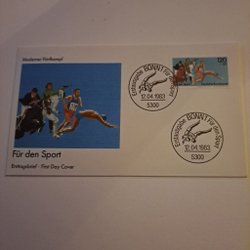 Moderner Fünfkampf
Für den Sport
Ersttagsbrief · First Day Cover
Erstausgabe BONN 1 Für den Sport
12.04.1983
5300
120
Erstausgabe BONN 1 Für den Sport
12.04.1983
5300